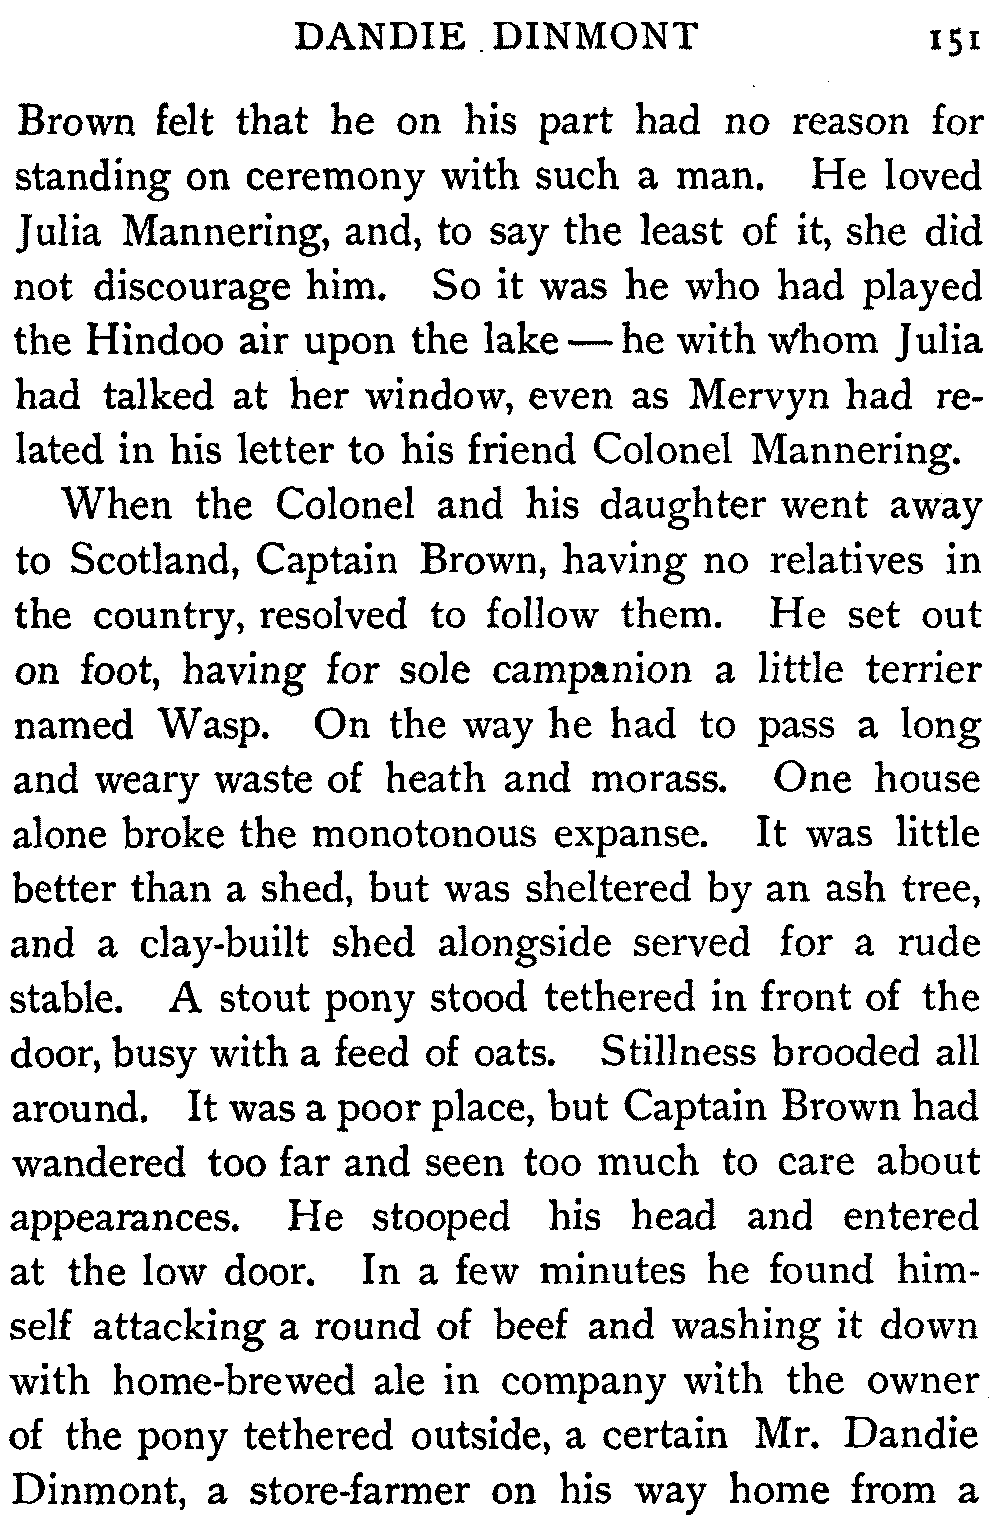 DANDIE DINMONT 151
Brown felt that he on his part had no reason for
standing on ceremony with such a man. He loved
Julia Mannering, and, to say the least of it, she did
not discourage him. So it was he who had played
the Hindoo air upon the lake — he with whom Julia
had talked at her window, even as Mervyn had re-
lated in his letter to his friend Colonel Mannering.
When the Colonel and his daughter went away
to Scotland, Captain Brown, having no relatives in
the country, resolved to follow them. He set out
on foot, having for sole campanion a little terrier
named Wasp. On the way he had to pass a long
and weary waste of heath and morass. One house
alone broke the monotonous expanse. It was little
better than a shed, but was sheltered by an ash tree,
and a clay-built shed alongside served for a rude
stable. A stout pony stood tethered in front of the
door, busy with a feed of oats. Stillness brooded all
around. It was a poor place, but Captain Brown had
wandered too far and seen too much to care about
appearances. He stooped his head and entered
at the low door. In a few minutes he found him-
self attacking a round of beef and washing it down
with home-brewed ale in company with the owner
of the pony tethered outside, a certain Mr. Dandie
Dinmont, a store-farmer on his way home from a